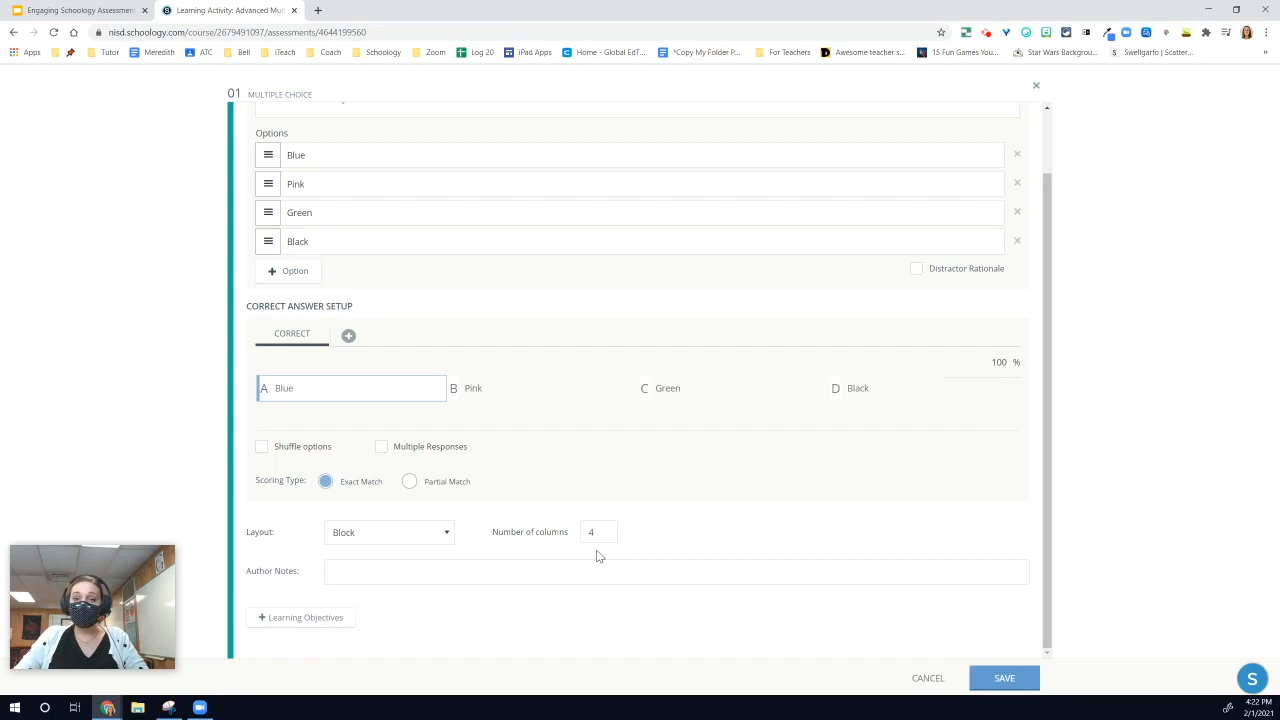 Engaging Schoology Assessment
Learning Activity: Advanced Mul
nisd.schoology.com/course/2679491097/assessments/4644199560
Apps
Tutor
Meredith
ATC
Bell
iTeach
Coach
Schoology
Zoom
Log 20
iPad Apps
Home - Global EdT...
*Copy My Folder P...
For Teachers
Awesome teacher s...
15 Fun Games You...
Star Wars Backgrou...
Swellgarfo | Scatter...
01 MULTIPLE CHOICE
Options
Blue
Pink
Green
Black
+ Option
Distractor Rationale
CORRECT ANSWER SETUP
CORRECT
100 %
A Blue
B Pink
C Green
D Black
Shuffle options
Multiple Responses
Scoring Type:
Exact Match
Partial Match
Layout:
Block
Number of columns
4
Author Notes:
+ Learning Objectives
CANCEL
SAVE
S
4:22 PM
2/1/2021